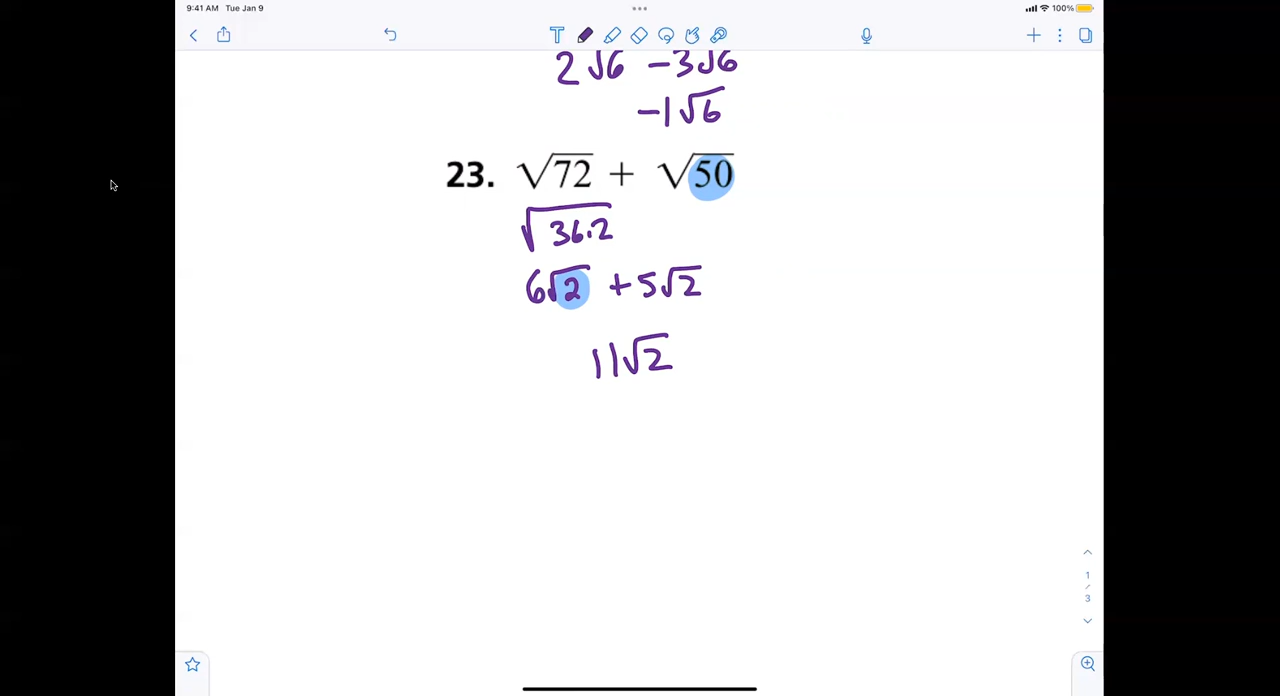 9:41 AM Tue Jan 9 100%
T
2√6 -3√6
-1√6
23. √72 + √50
√36·2
6√2 +5√2
11√2
1
/
3